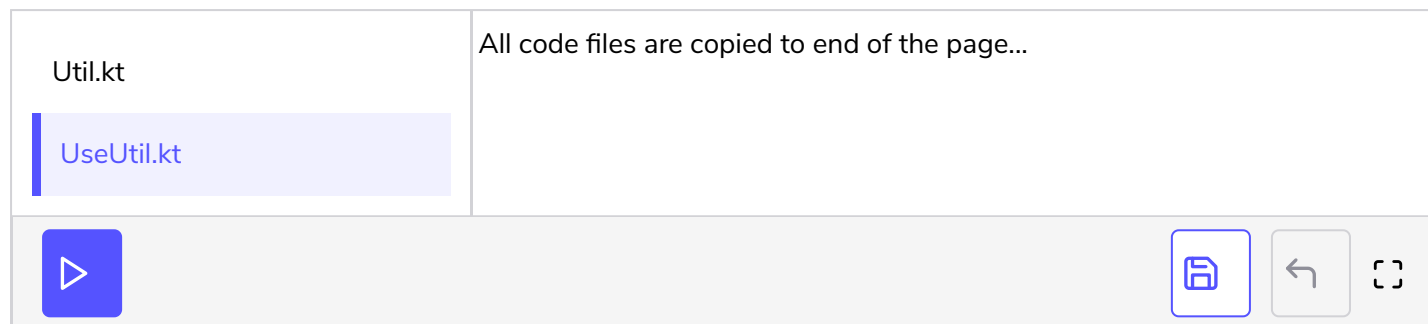 Util.kt
UseUtil.kt
All code files are copied to end of the page...